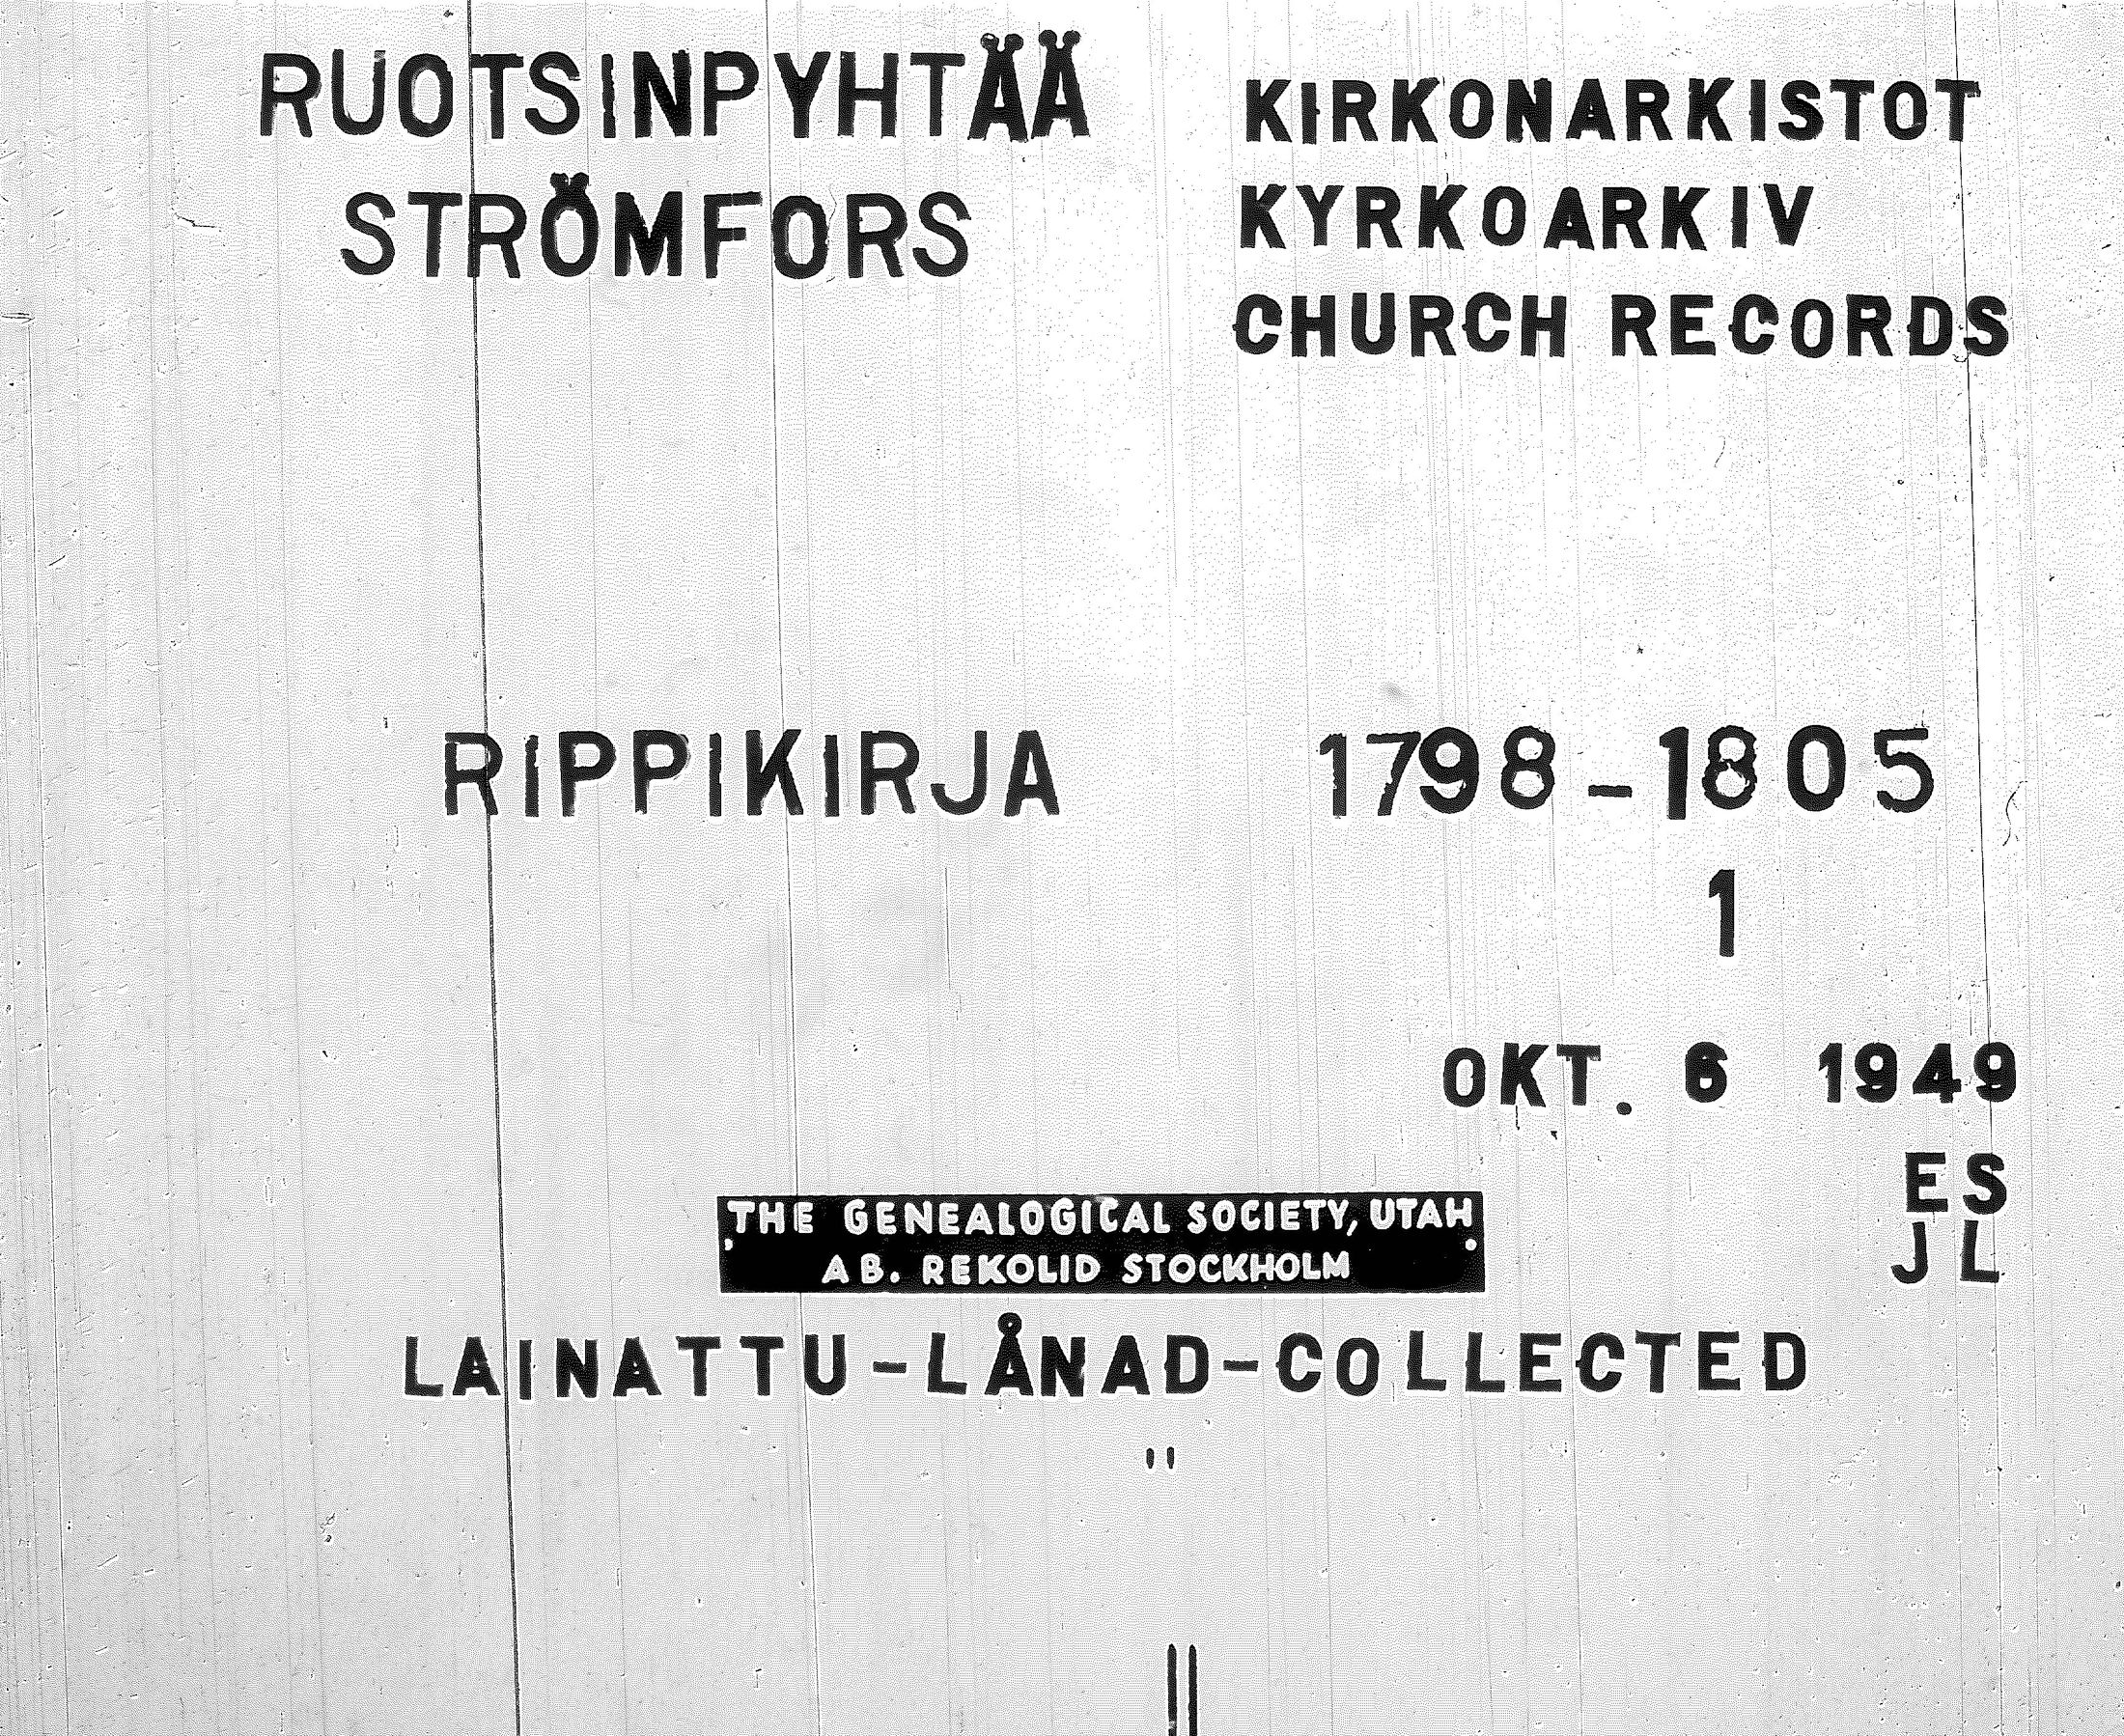 RUOTSINPYHTÄÄ
STRÖMFORS
KIRKONARKISTOT
KYRKOARKIV
CHURCH RECORDS
RIPPIKIRJA 1798-1805
1
OKT. 6 1949
ES
JL
THE GENEALOGICAL SOCIETY, UTAH
AB. REKOLID STOCKHOLM
LAINATTU-LÅNAD-COLLECTED
"